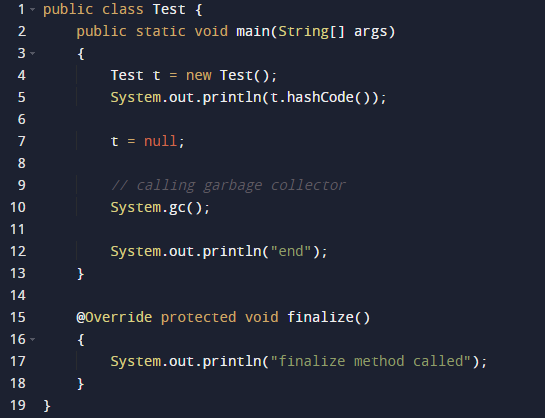 1 public class Test {
2     public static void main(String[] args)
3     {
4         Test t = new Test();
5         System.out.println(t.hashCode());
6
7         t = null;
8
9         // calling garbage collector
10         System.gc();
11
12         System.out.println("end");
13     }
14
15     @Override protected void finalize()
16     {
17         System.out.println("finalize method called");
18     }
19 }